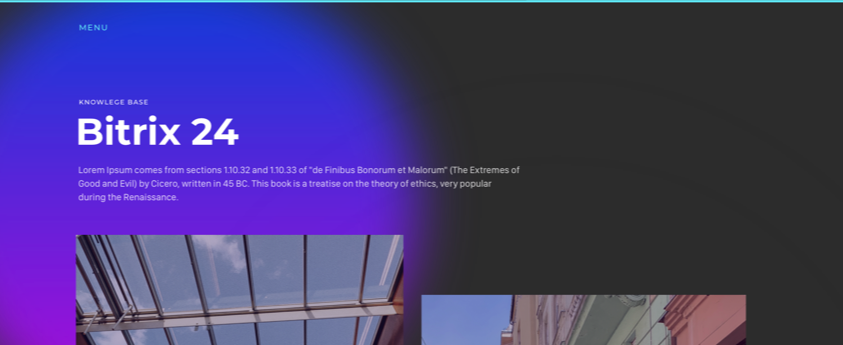 MENU
KNOWLEGE BASE
Bitrix 24
Lorem Ipsum comes from sections 1.10.32 and 1.10.33 of "de Finibus Bonorum et Malorum" (The Extremes of
Good and Evil) by Cicero, written in 45 BC. This book is a treatise on the theory of ethics, very popular
during the Renaissance.